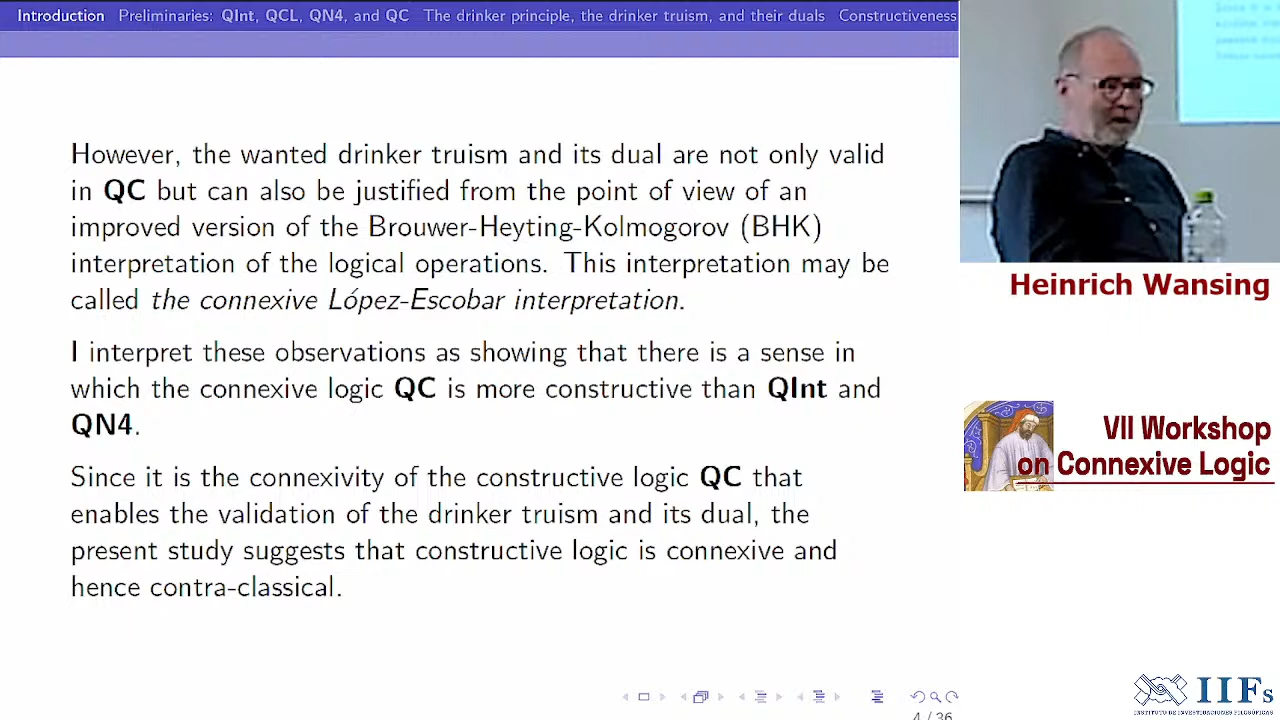 Introduction Preliminaries: QInt, QCL, QN4, and QC The drinker principle, the drinker truism, and their duals Constructiveness
However, the wanted drinker truism and its dual are not only valid
in QC but can also be justified from the point of view of an
improved version of the Brouwer-Heyting-Kolmogorov (BHK)
interpretation of the logical operations. This interpretation may be
called the connexive López-Escobar interpretation.
I interpret these observations as showing that there is a sense in
which the connexive logic QC is more constructive than QInt and
QN4.
Since it is the connexivity of the constructive logic QC that
enables the validation of the drinker truism and its dual, the
present study suggests that constructive logic is connexive and
hence contra-classical.
4 / 36
Heinrich Wansing
VII Workshop
on Connexive Logic
IIFs
INSTITUTO DE INVESTIGACIONES FILOSÓFICAS